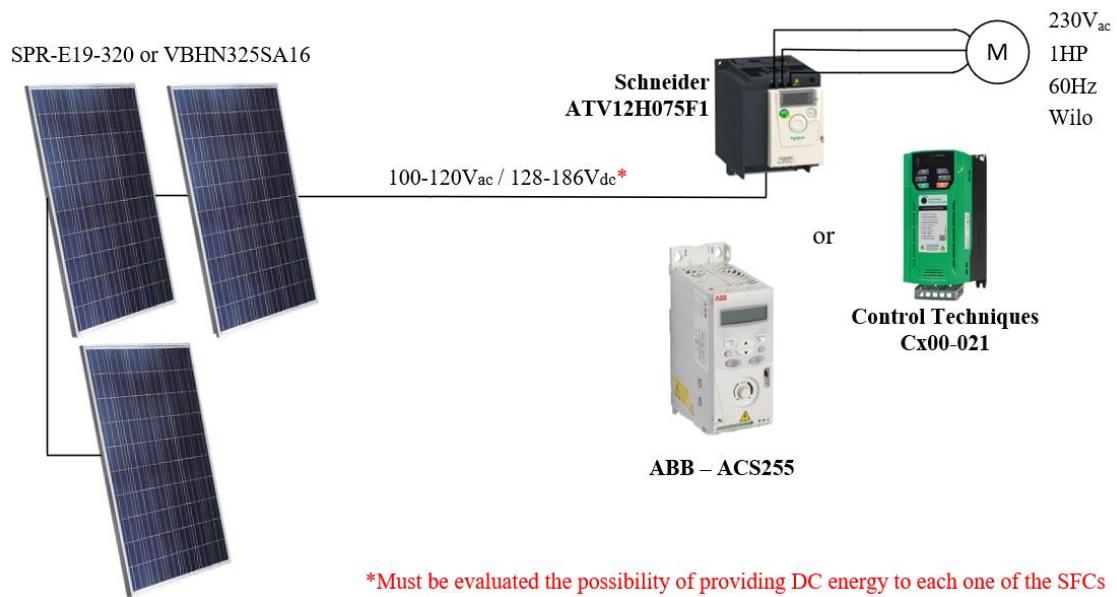 SPR-E19-320 or VBHN325SA16
Schneider
ATV12H075F1
M
230Vac
1HP
60Hz
Wilo
100-120Vac / 128-186Vdc*
or
ABB
Control Techniques
Cx00-021
ABB – ACS255
*Must be evaluated the possibility of providing DC energy to each one of the SFCs